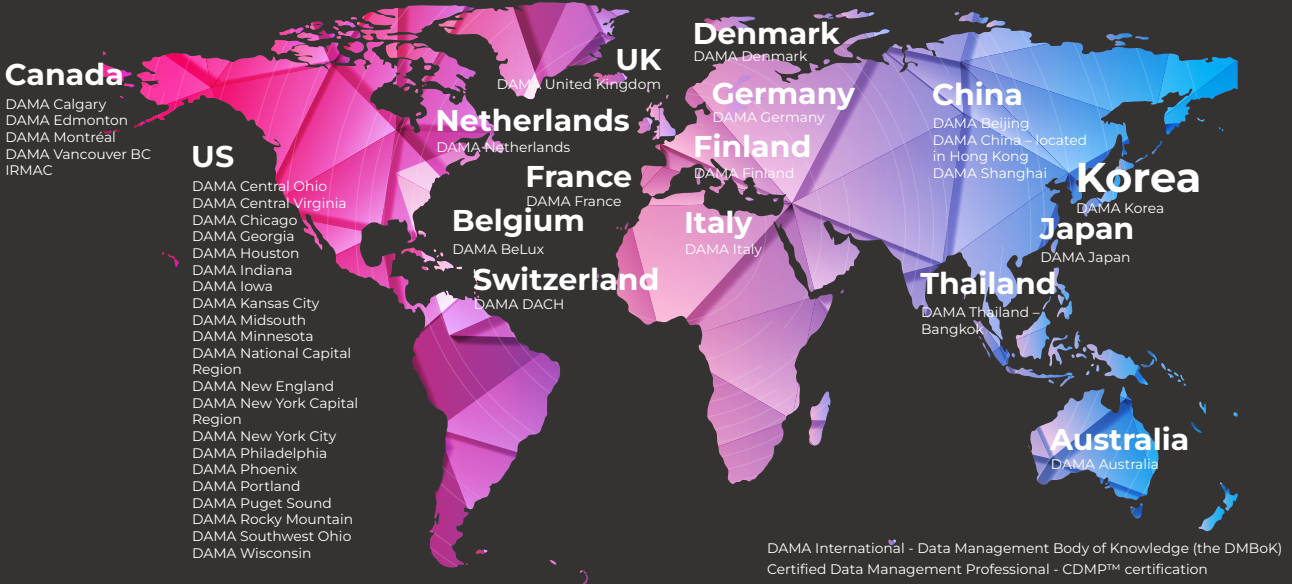 Canada
DAMA Calgary
DAMA Edmonton
DAMA Montréal
DAMA Vancouver BC
IRMAC
US
DAMA Central Ohio
DAMA Central Virginia
DAMA Chicago
DAMA Georgia
DAMA Houston
DAMA Indiana
DAMA Iowa
DAMA Kansas City
DAMA Midsouth
DAMA Minnesota
DAMA National Capital
Region
DAMA New England
DAMA New York Capital
Region
DAMA New York City
DAMA Philadelphia
DAMA Phoenix
DAMA Portland
DAMA Puget Sound
DAMA Rocky Mountain
DAMA Southwest Ohio
DAMA Wisconsin
UK
DAMA United Kingdom
Netherlands
DAMA Netherlands
France
DAMA France
Belgium
DAMA BeLux
Switzerland
DAMA DACH
Denmark
DAMA Denmark
Germany
DAMA Germany
Finland
DAMA Finland
Italy
DAMA Italy
China
DAMA Beijing
DAMA China – located
in Hong Kong
DAMA Shanghai
Korea
DAMA Korea
Japan
DAMA Japan
Thailand
DAMA Thailand –
Bangkok
Australia
DAMA Australia
DAMA International - Data Management Body of Knowledge (the DMBoK)
Certified Data Management Professional - CDMP™ certification